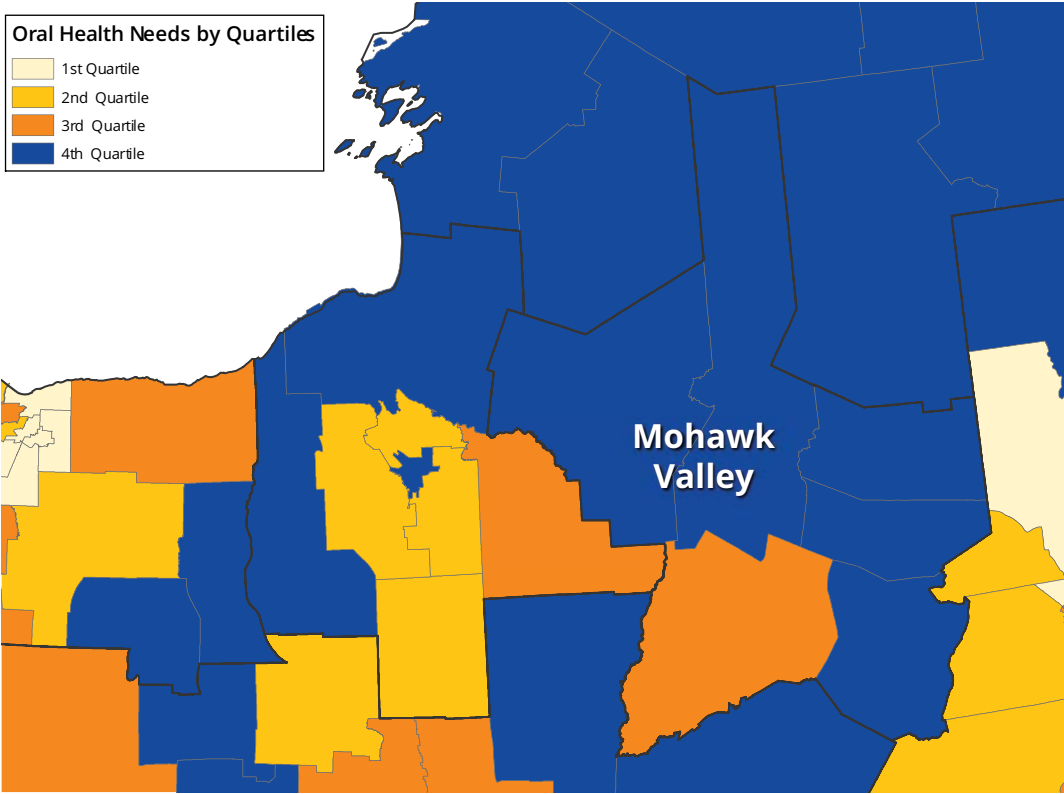 Oral Health Needs by Quartiles
1st Quartile
2nd Quartile
3rd Quartile
4th Quartile
Mohawk
Valley